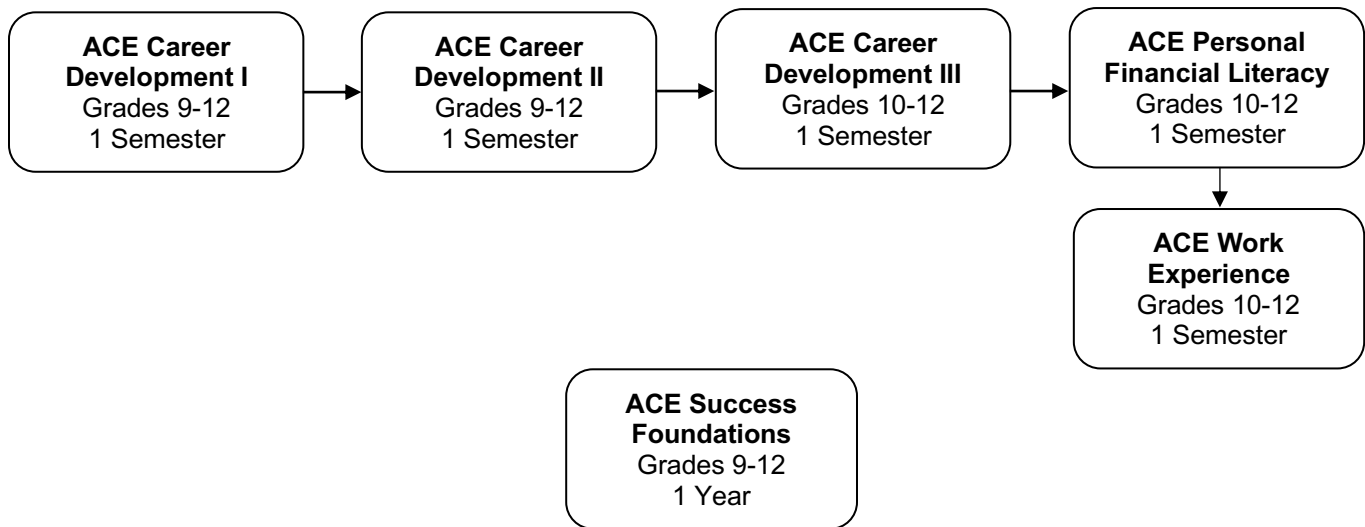 ACE Career
Development I
Grades 9-12
1 Semester
ACE Career
Development II
Grades 9-12
1 Semester
ACE Career
Development III
Grades 10-12
1 Semester
ACE Personal
Financial Literacy
Grades 10-12
1 Semester
ACE Work
Experience
Grades 10-12
1 Semester
ACE Success
Foundations
Grades 9-12
1 Year